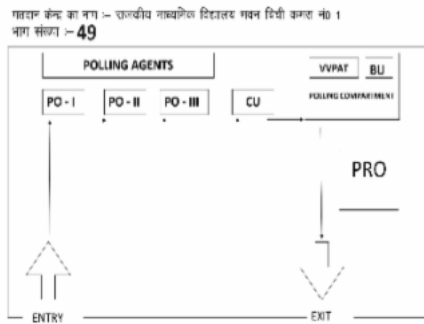 मतदान केन्द्र का नाम :– राजकीय माध्यमिक विद्यालय भवन कमरा नं0 1
भाग संख्या :– 49
POLLING AGENTS
VVPAT BU
POLLING COMPARTMENT
PO - I PO - II PO - III CU
PRO
ENTRY EXIT